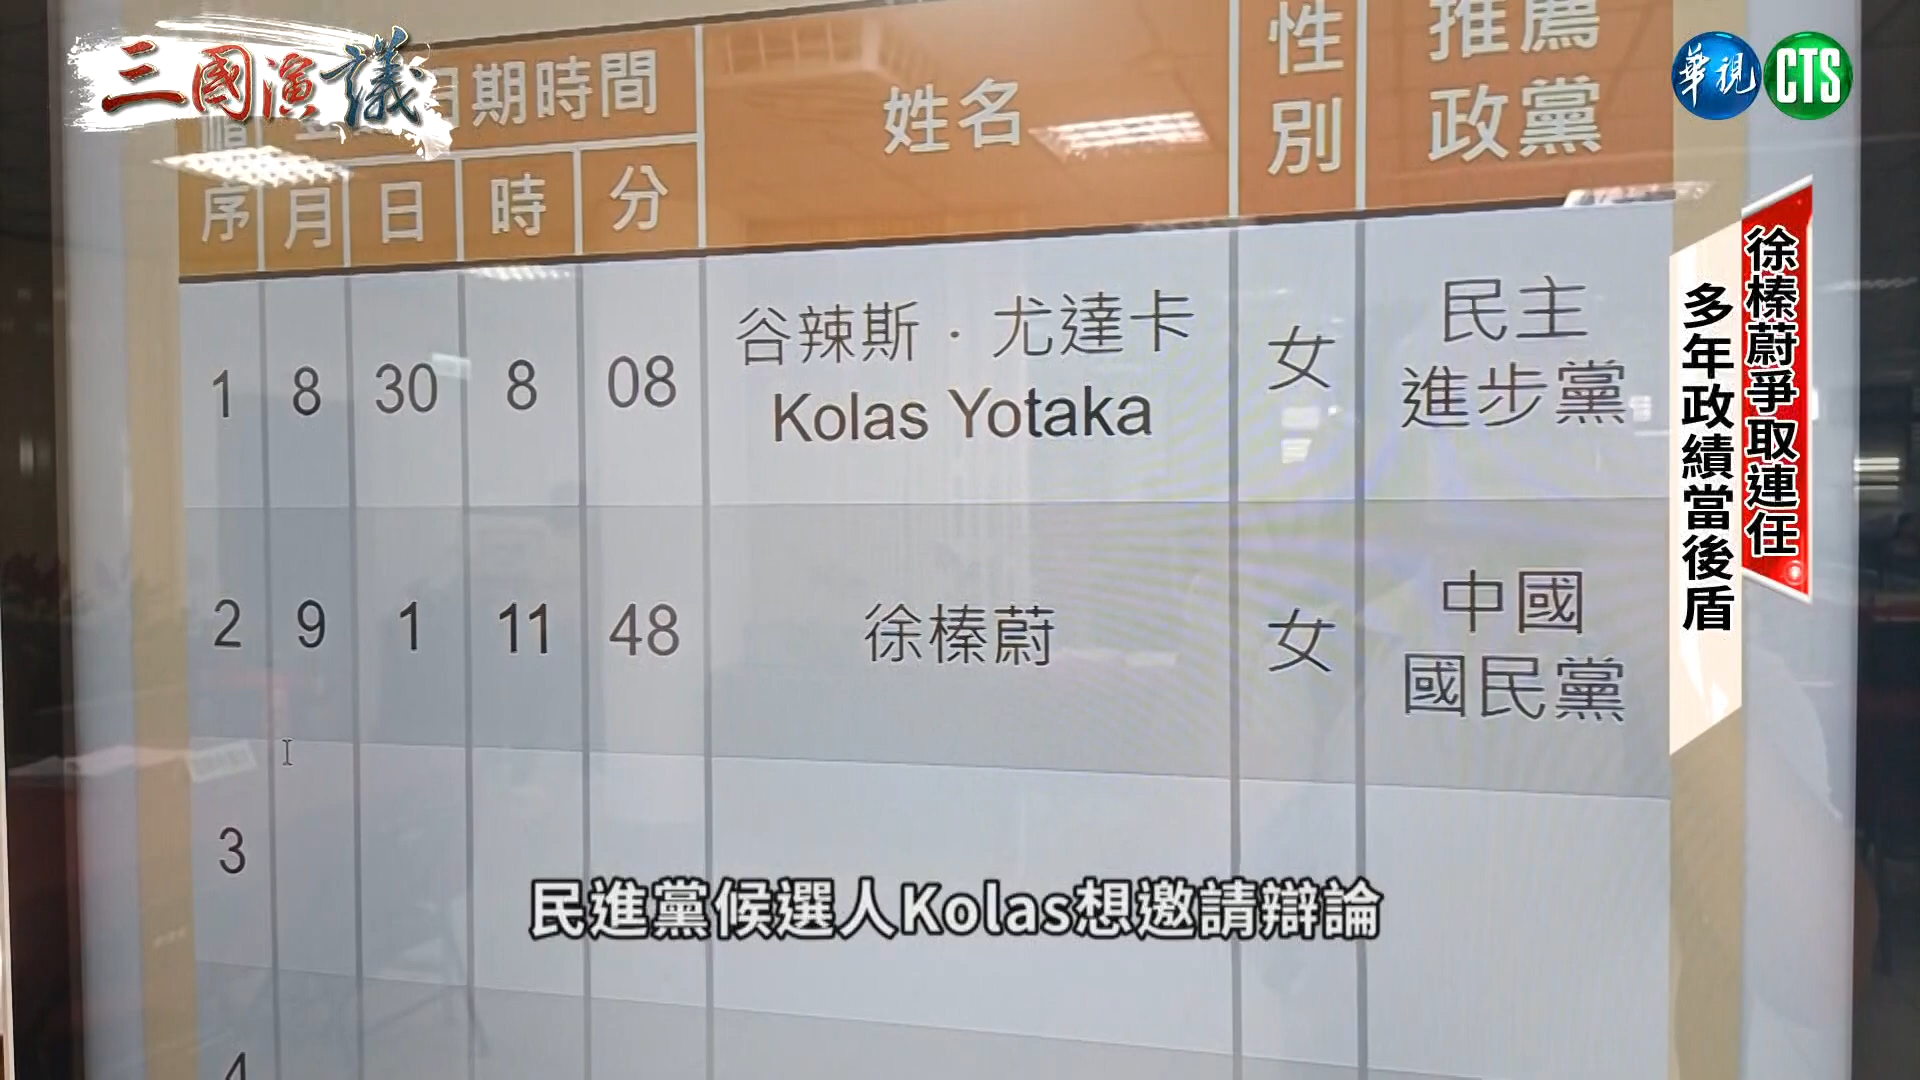 三國演議
華視 CTS
日期時間
姓名
性別
推薦政黨
序
月
日
時
分
1 8 30 8 08 谷辣斯．尤達卡 Kolas Yotaka 女 民主進步黨
2 9 1 11 48 徐榛蔚 女 中國國民黨
3
4
徐榛蔚爭取連任
多年政績當後盾
民進黨候選人Kolas想邀請辯論